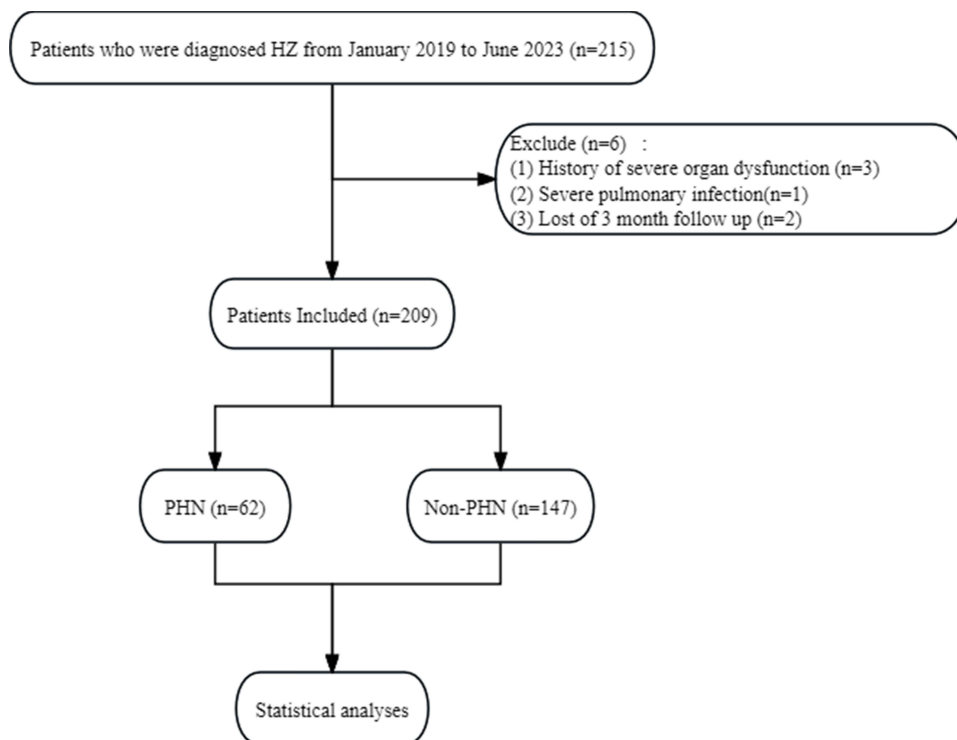 Patients who were diagnosed HZ from January 2019 to June 2023 (n=215)
Exclude (n=6) :
(1) History of severe organ dysfunction (n=3)
(2) Severe pulmonary infection(n=1)
(3) Lost of 3 month follow up (n=2)
Patients Included (n=209)
PHN (n=62)
Non-PHN (n=147)
Statistical analyses